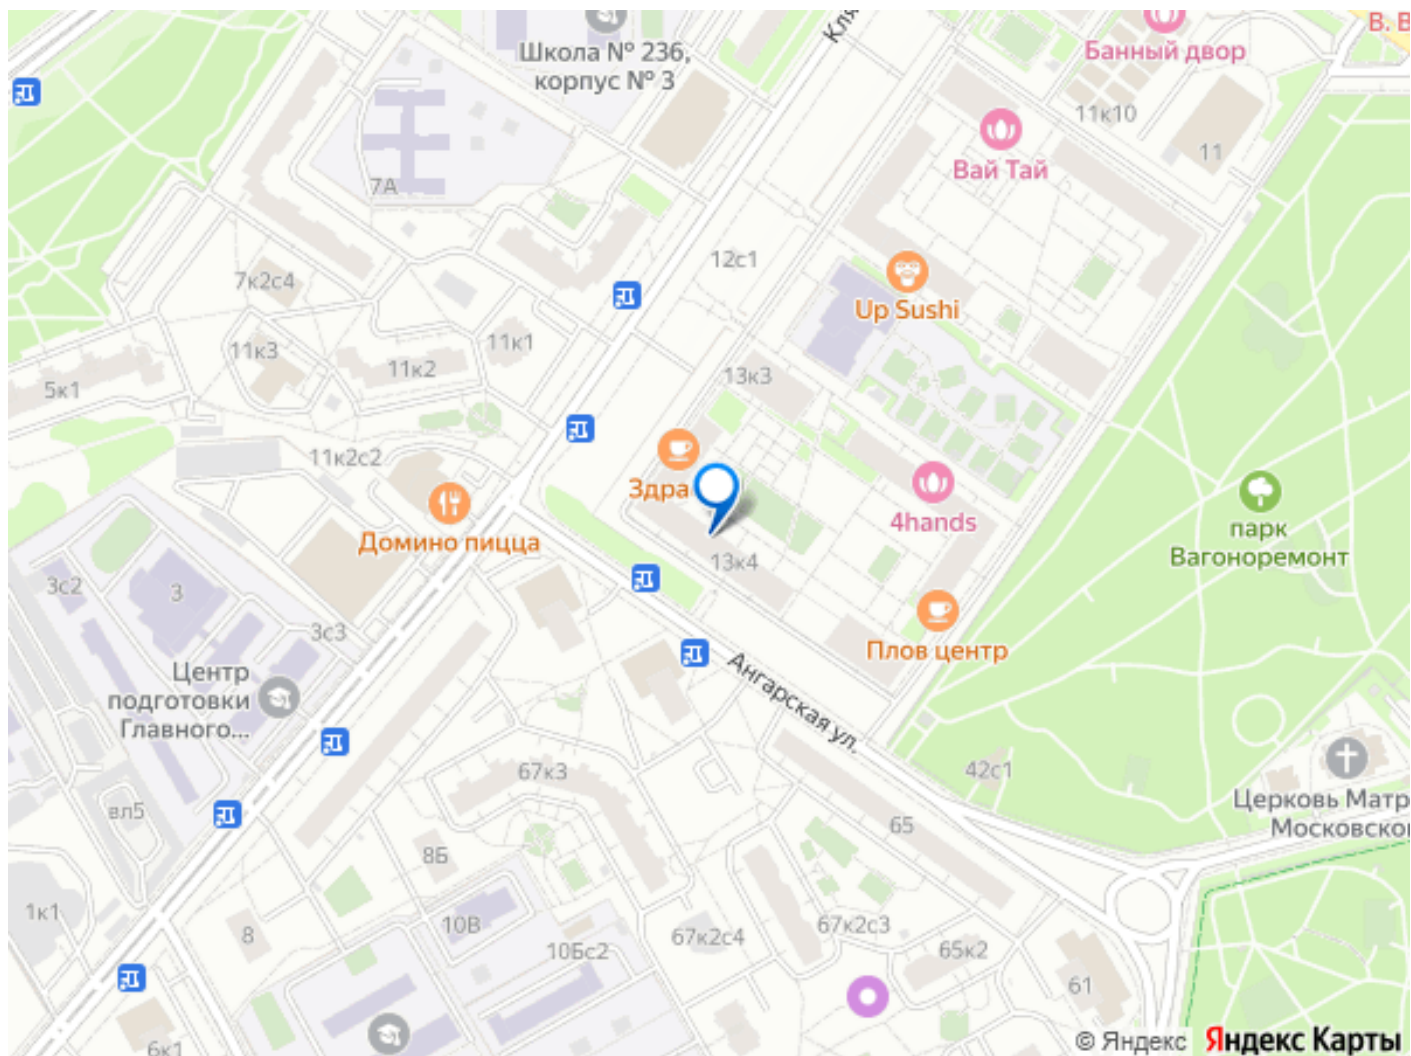 Школа № 236,
корпус № 3
Кля
Банный двор
В. В
11к10
11
Вай Тай
7А
12с1
7к2с4
Up Sushi
11к3
11к2
11к1
5к1
13к3
11к2с2
Здра
4hands
Домино пицца
парк
Вагоноремонт
13к4
3с2
3
3с3
Плов центр
Ангарская ул.
Центр
подготовки
Главного...
67к3
42с1
Церковь Матр
Московско
вл5
65
8Б
1к1
8
10В
10Бс2
67к2с4
67к2с3
65к2
61
6к1
© Яндекс Яндекс Карты